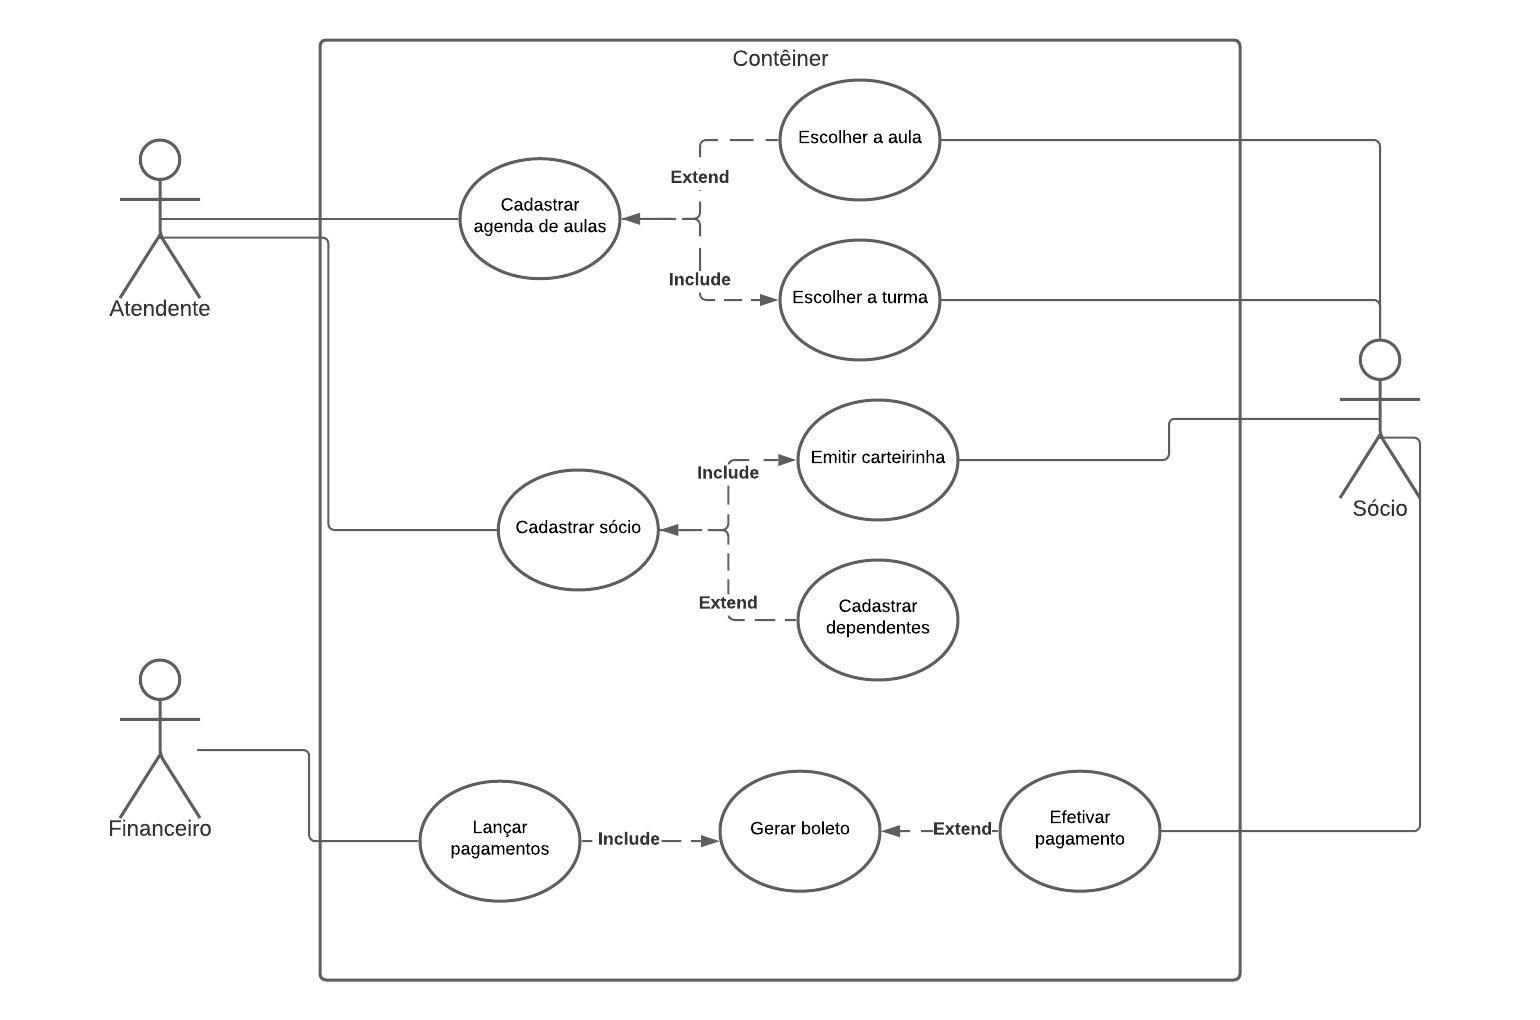 Contêiner
Escolher a aula
Extend
Cadastrar
agenda de aulas
Include
Escolher a turma
Atendente
Emitir carteirinha
Include
Sócio
Cadastrar sócio
Extend
Cadastrar
dependentes
Financeiro
Lançar
pagamentos
Include
Gerar boleto
Extend
Efetivar
pagamento